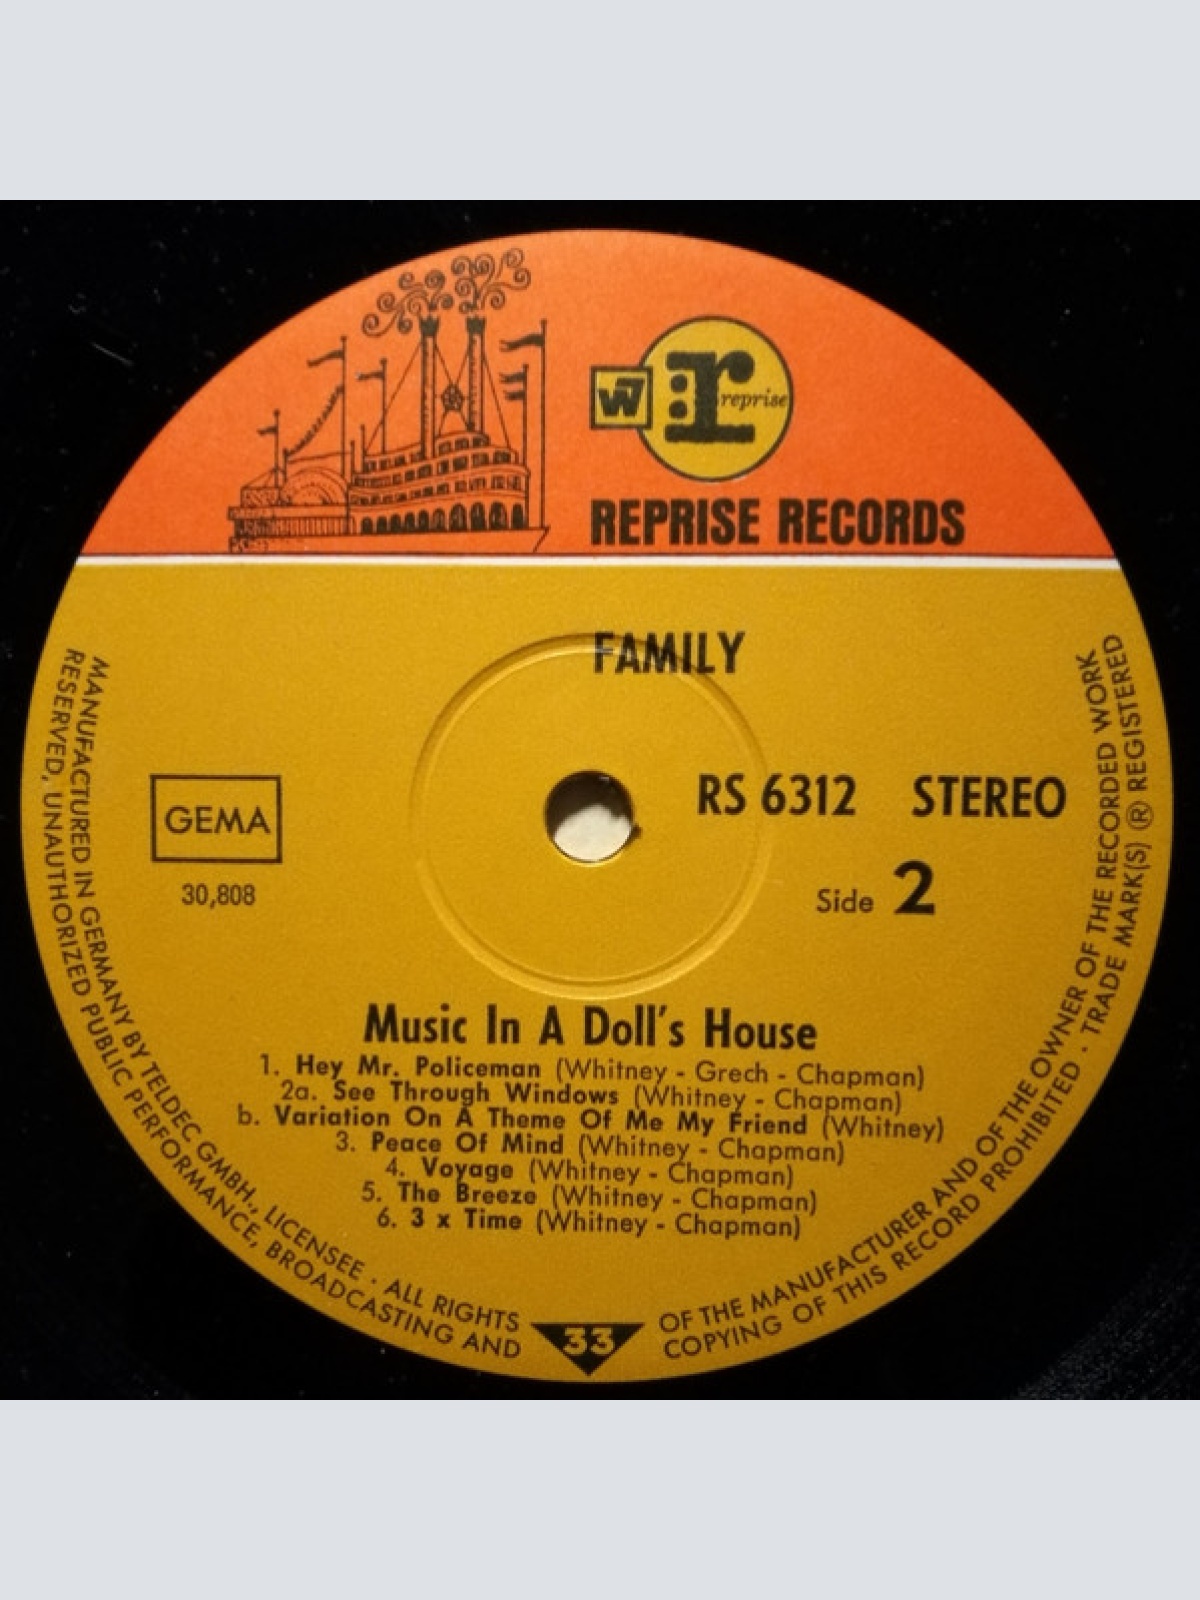 W7
r: reprise
REPRISE RECORDS
FAMILY
RS 6312 STEREO
GEMA
30,808
Side 2
Music In A Doll's House
1. Hey Mr. Policeman (Whitney - Grech - Chapman)
2a. See Through Windows (Whitney - Chapman)
b. Variation On A Theme Of Me My Friend (Whitney)
3. Peace Of Mind (Whitney - Chapman)
4. Voyage (Whitney - Chapman)
5. The Breeze (Whitney - Chapman)
6. 3 x Time (Whitney - Chapman)
33
MANUFACTURED IN GERMANY BY TELDEC GMBH., LICENSEE · ALL RIGHTS OF THE MANUFACTURER AND OF THE OWNER OF THE RECORDED WORK
RESERVED, UNAUTHORIZED PUBLIC PERFORMANCE, BROADCASTING AND COPYING OF THIS RECORD PROHIBITED · TRADE MARK(S) ® REGISTERED